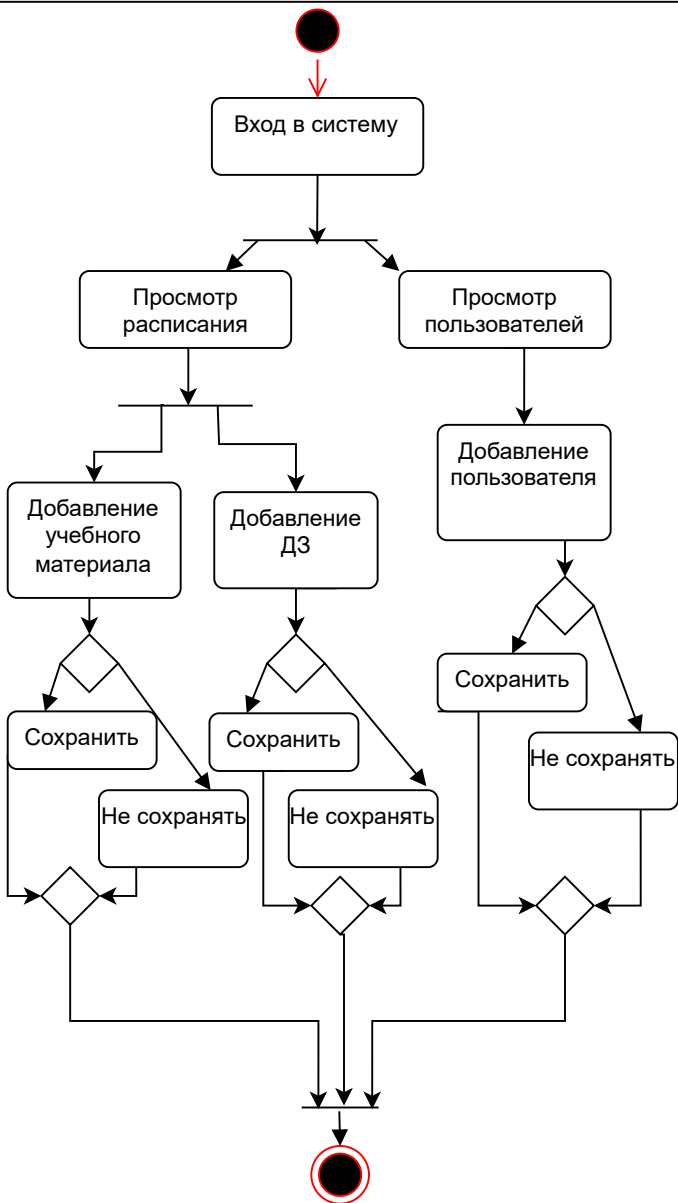 Вход в систему
Просмотр
расписания
Просмотр
пользователей
Добавление
пользователя
Добавление
учебного
материала
Добавление
ДЗ
Сохранить
Сохранить
Сохранить
Не сохранять
Не сохранять
Не сохранять